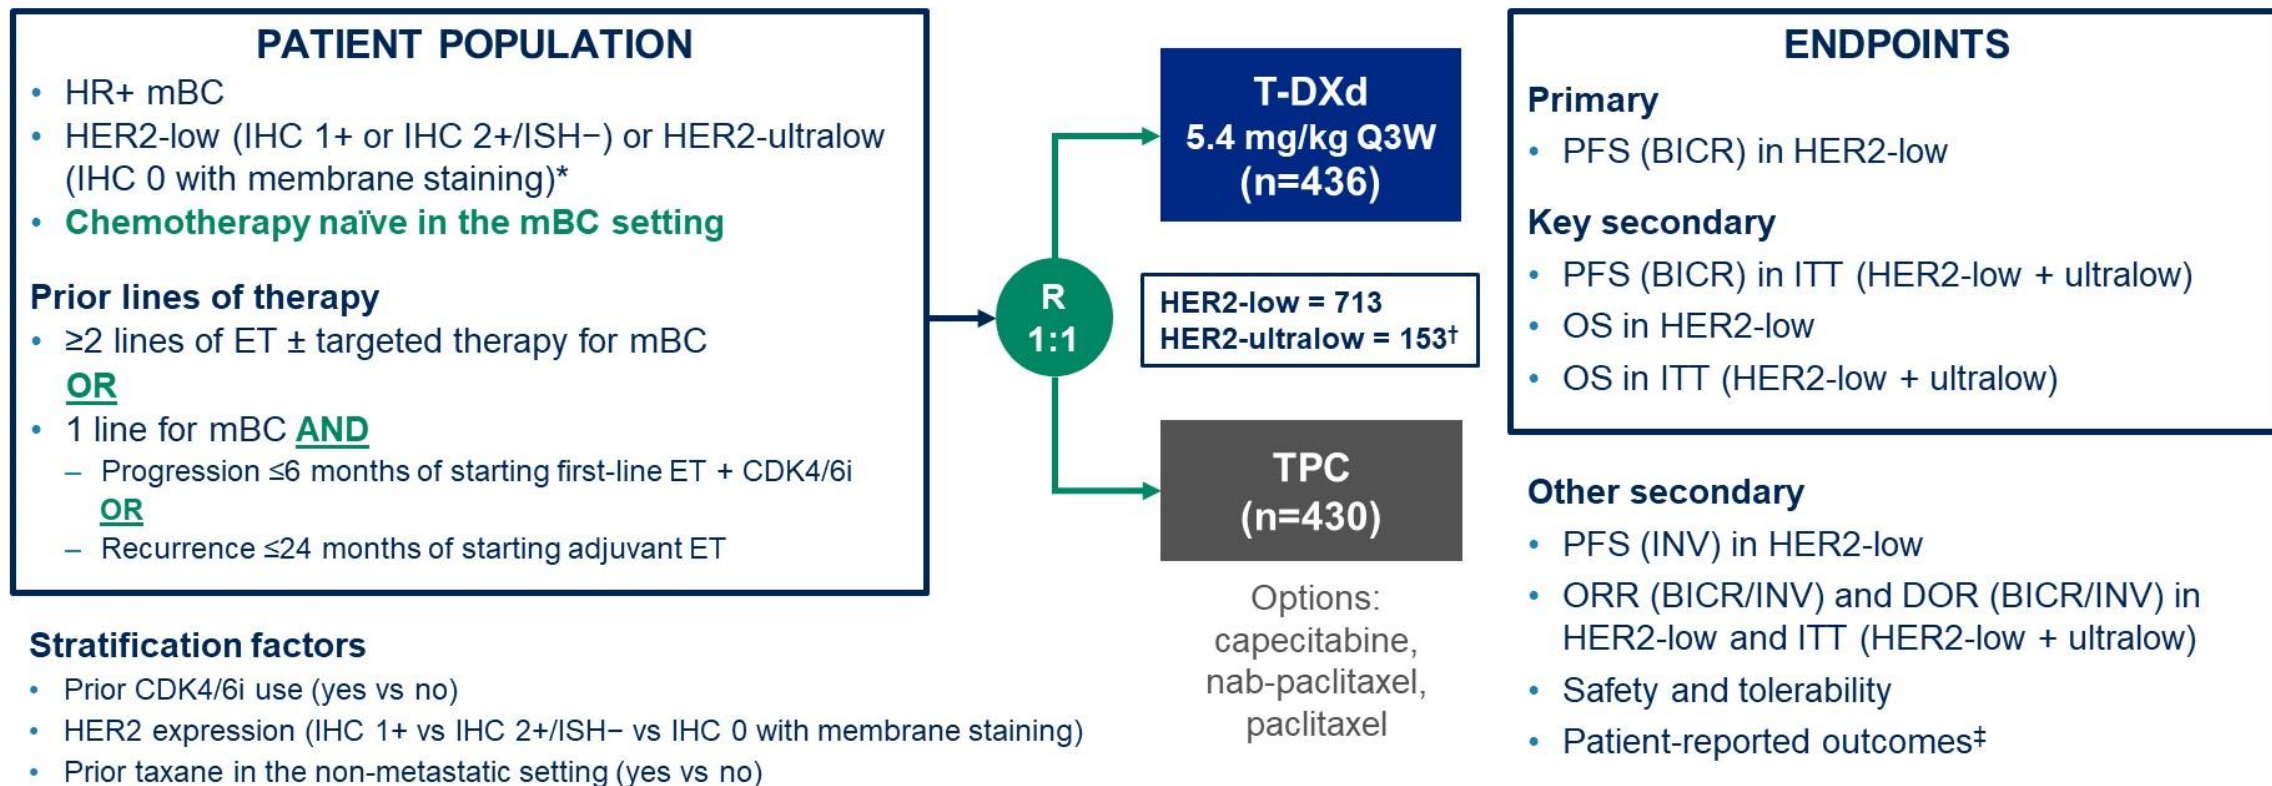 PATIENT POPULATION
• HR+ mBC
• HER2-low (IHC 1+ or IHC 2+/ISH−) or HER2-ultralow
(IHC 0 with membrane staining)*
• Chemotherapy naïve in the mBC setting
Prior lines of therapy
• ≥2 lines of ET ± targeted therapy for mBC
OR
• 1 line for mBC AND
– Progression ≤6 months of starting first-line ET + CDK4/6i
OR
– Recurrence ≤24 months of starting adjuvant ET
Stratification factors
• Prior CDK4/6i use (yes vs no)
• HER2 expression (IHC 1+ vs IHC 2+/ISH− vs IHC 0 with membrane staining)
• Prior taxane in the non-metastatic setting (yes vs no)
R
1:1
T-DXd
5.4 mg/kg Q3W
(n=436)
HER2-low = 713
HER2-ultralow = 153†
TPC
(n=430)
Options:
capecitabine,
nab-paclitaxel,
paclitaxel
ENDPOINTS
Primary
• PFS (BICR) in HER2-low
Key secondary
• PFS (BICR) in ITT (HER2-low + ultralow)
• OS in HER2-low
• OS in ITT (HER2-low + ultralow)
Other secondary
• PFS (INV) in HER2-low
• ORR (BICR/INV) and DOR (BICR/INV) in
HER2-low and ITT (HER2-low + ultralow)
• Safety and tolerability
• Patient-reported outcomes‡